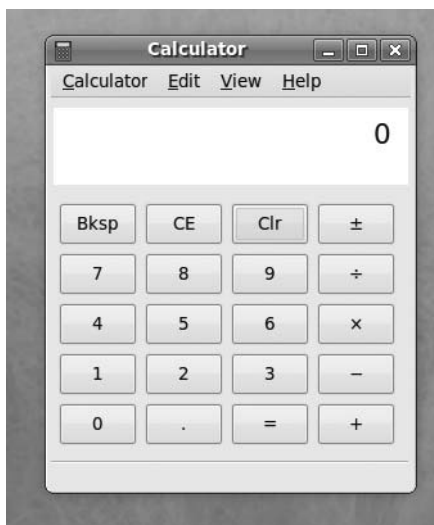 Calculator
Calculator Edit View Help
0
Bksp CE Clr ±
7 8 9 ÷
4 5 6 ×
1 2 3 −
0 . = +